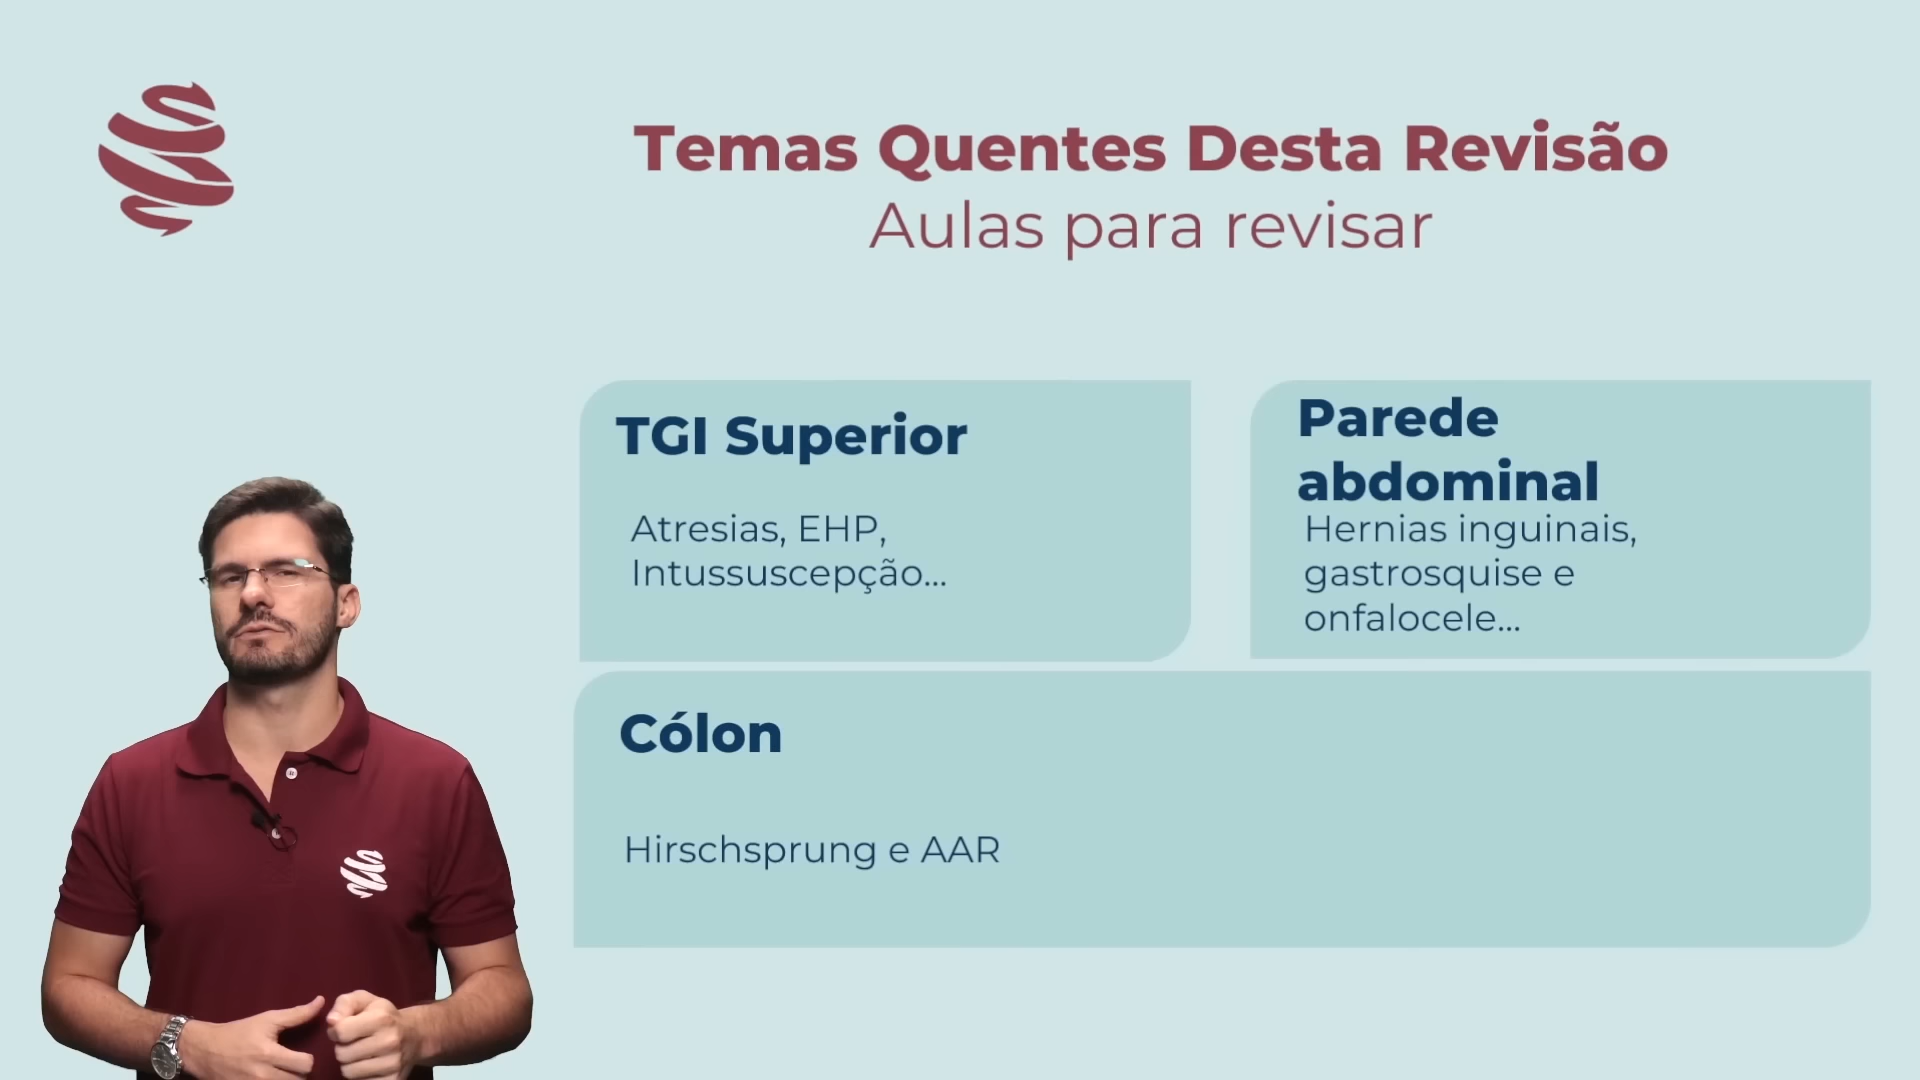 Temas Quentes Desta Revisão
Aulas para revisar
TGI Superior
Atresias, EHP,
Intussuscepção...
Parede
abdominal
Hernias inguinais,
gastrosquise e
onfalocele...
Cólon
Hirschsprung e AAR